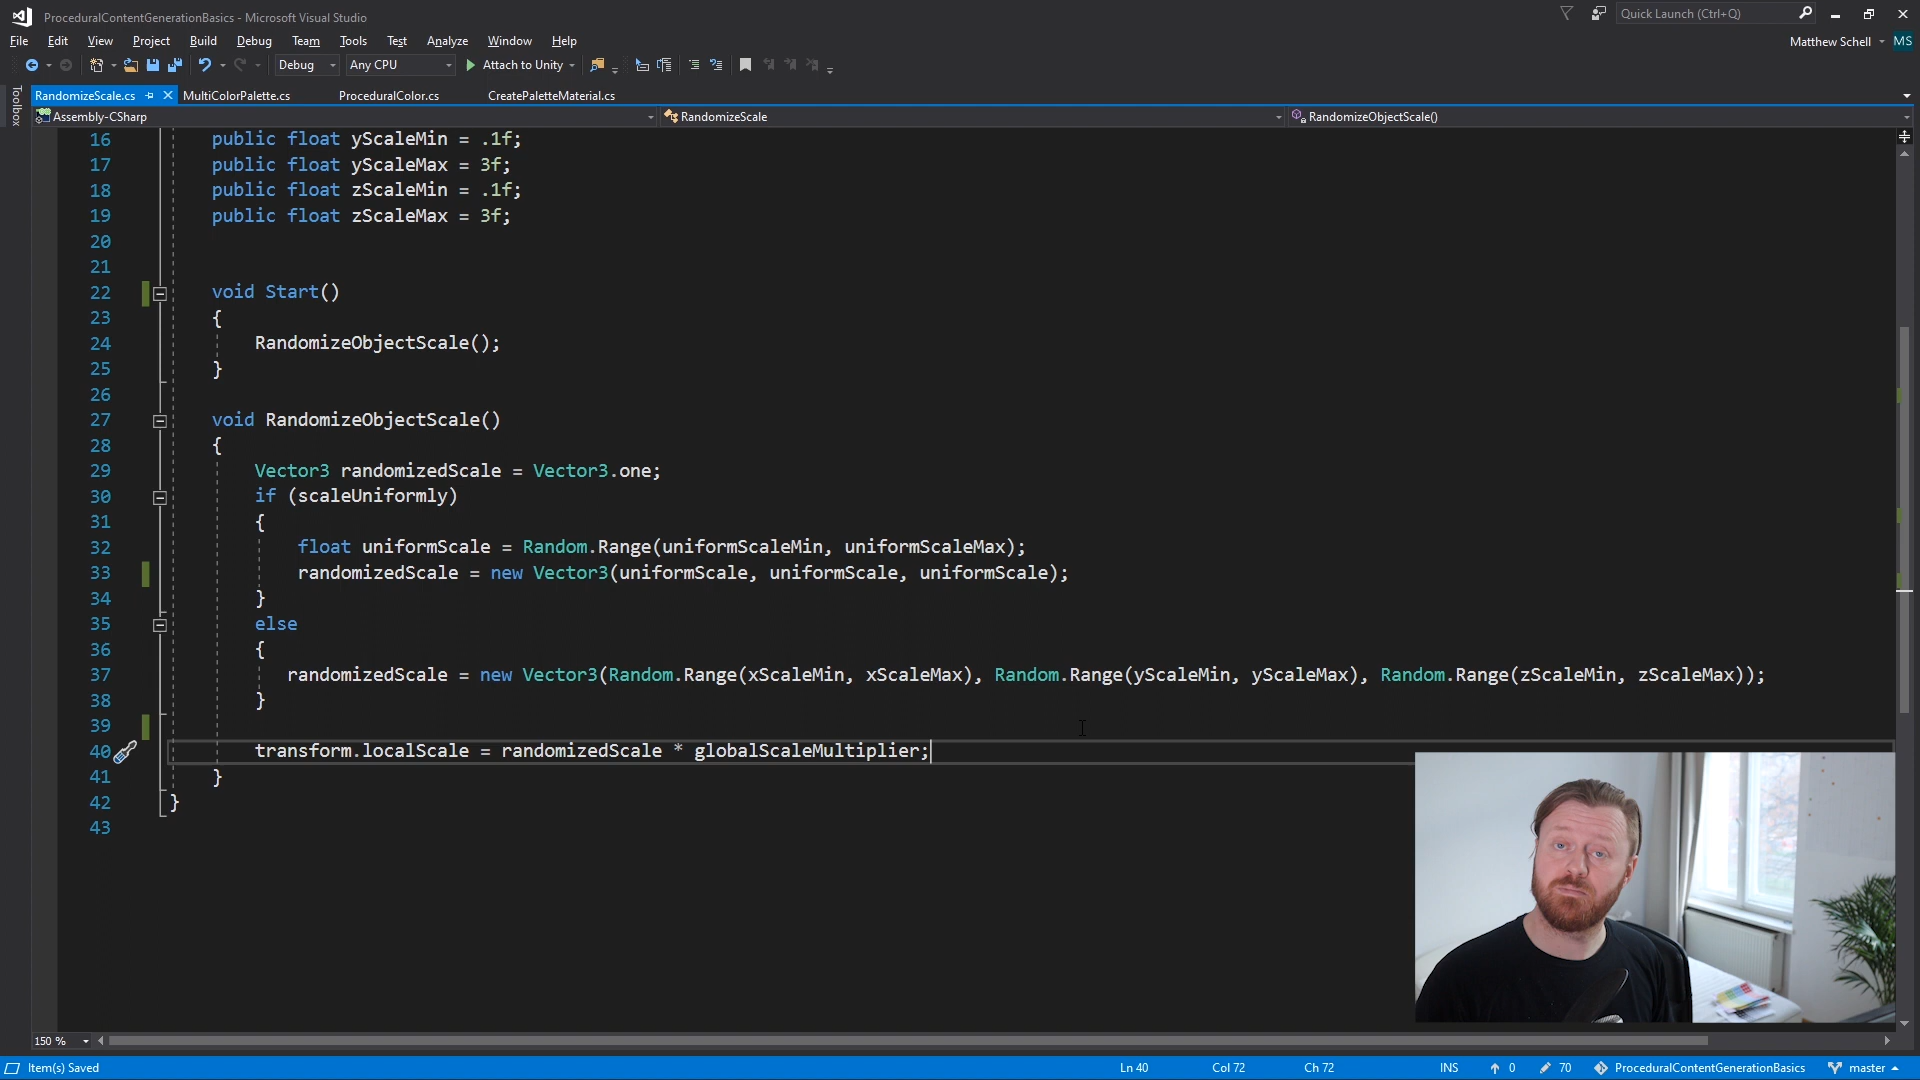 ProceduralContentGenerationBasics - Microsoft Visual Studio
Quick Launch (Ctrl+Q)
File Edit View Project Build Debug Team Tools Test Analyze Window Help
Matthew Schell MS
Debug Any CPU Attach to Unity
Toolbox
RandomizeScale.cs MultiColorPalette.cs ProceduralColor.cs CreatePaletteMaterial.cs
Assembly-CSharp RandomizeScale RandomizeObjectScale()
16 public float yScaleMin = .1f;
17 public float yScaleMax = 3f;
18 public float zScaleMin = .1f;
19 public float zScaleMax = 3f;
20
21
22 void Start()
23 {
24 RandomizeObjectScale();
25 }
26
27 void RandomizeObjectScale()
28 {
29 Vector3 randomizedScale = Vector3.one;
30 if (scaleUniformly)
31 {
32 float uniformScale = Random.Range(uniformScaleMin, uniformScaleMax);
33 randomizedScale = new Vector3(uniformScale, uniformScale, uniformScale);
34 }
35 else
36 {
37 randomizedScale = new Vector3(Random.Range(xScaleMin, xScaleMax), Random.Range(yScaleMin, yScaleMax), Random.Range(zScaleMin, zScaleMax));
38 }
39
40 transform.localScale = randomizedScale * globalScaleMultiplier;
41 }
42 }
43
150 %
Item(s) Saved Ln 40 Col 72 Ch 72 INS 0 70 ProceduralContentGenerationBasics master